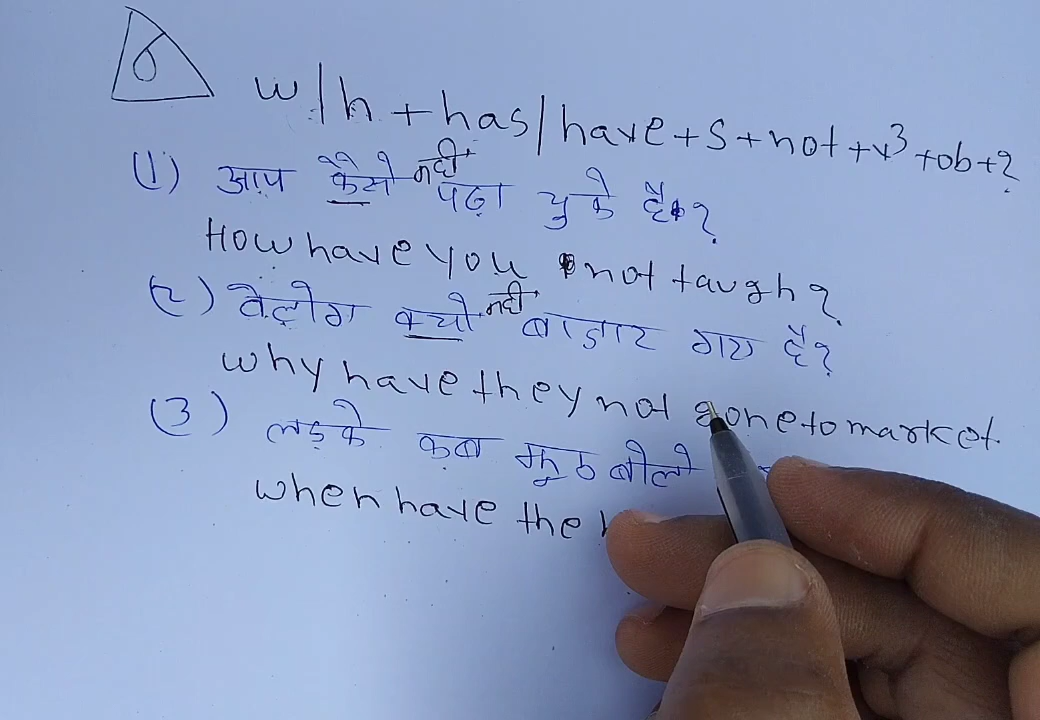 6
w/h + has/have + s + not + v³ + ob + ?
(1) आप कैसे नहीं पढ़ा चुके है?
How have you not taugh?
(2) वेलोग क्यो नहीं बाजार गए है?
why have they not gone to market.
(3) लड़के कब झूठ बोले
when have the